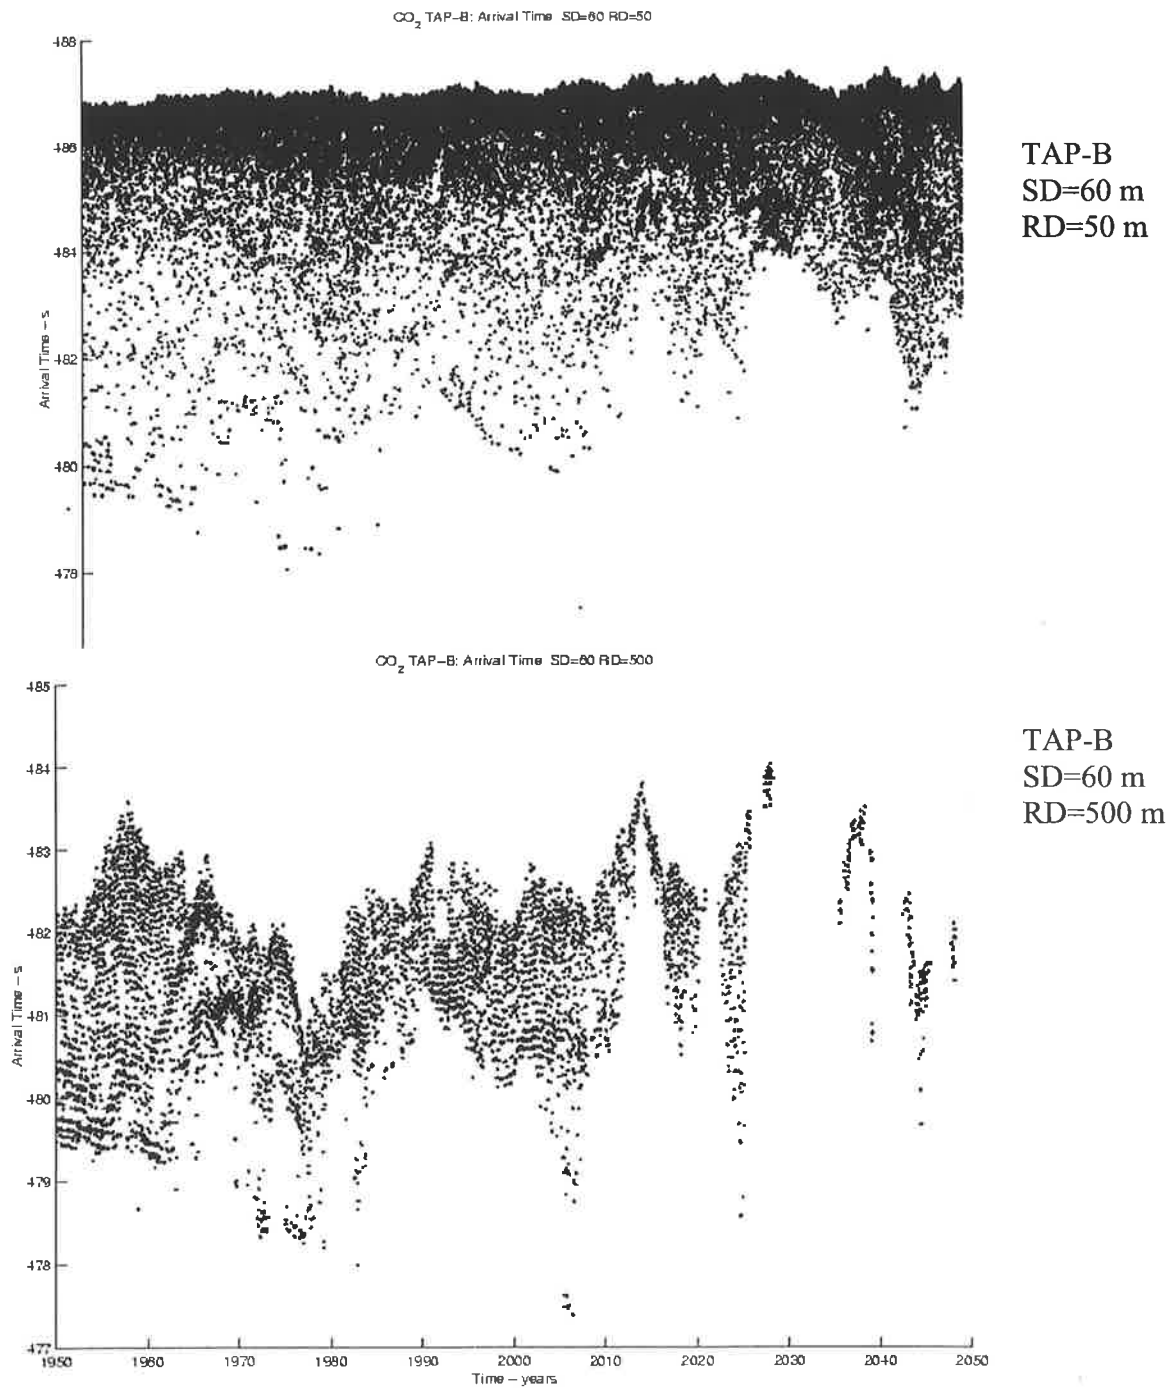 CO2 TAP-B: Arrival Time SD=60 RD=50
488
486
484
482
480
478
Arrival Time - s
TAP-B
SD=60 m
RD=50 m
CO2 TAP-B: Arrival Time SD=60 RD=500
485
484
483
482
481
480
479
478
477
Arrival Time - s
1950 1960 1970 1980 1990 2000 2010 2020 2030 2040 2050
Time - years
TAP-B
SD=60 m
RD=500 m